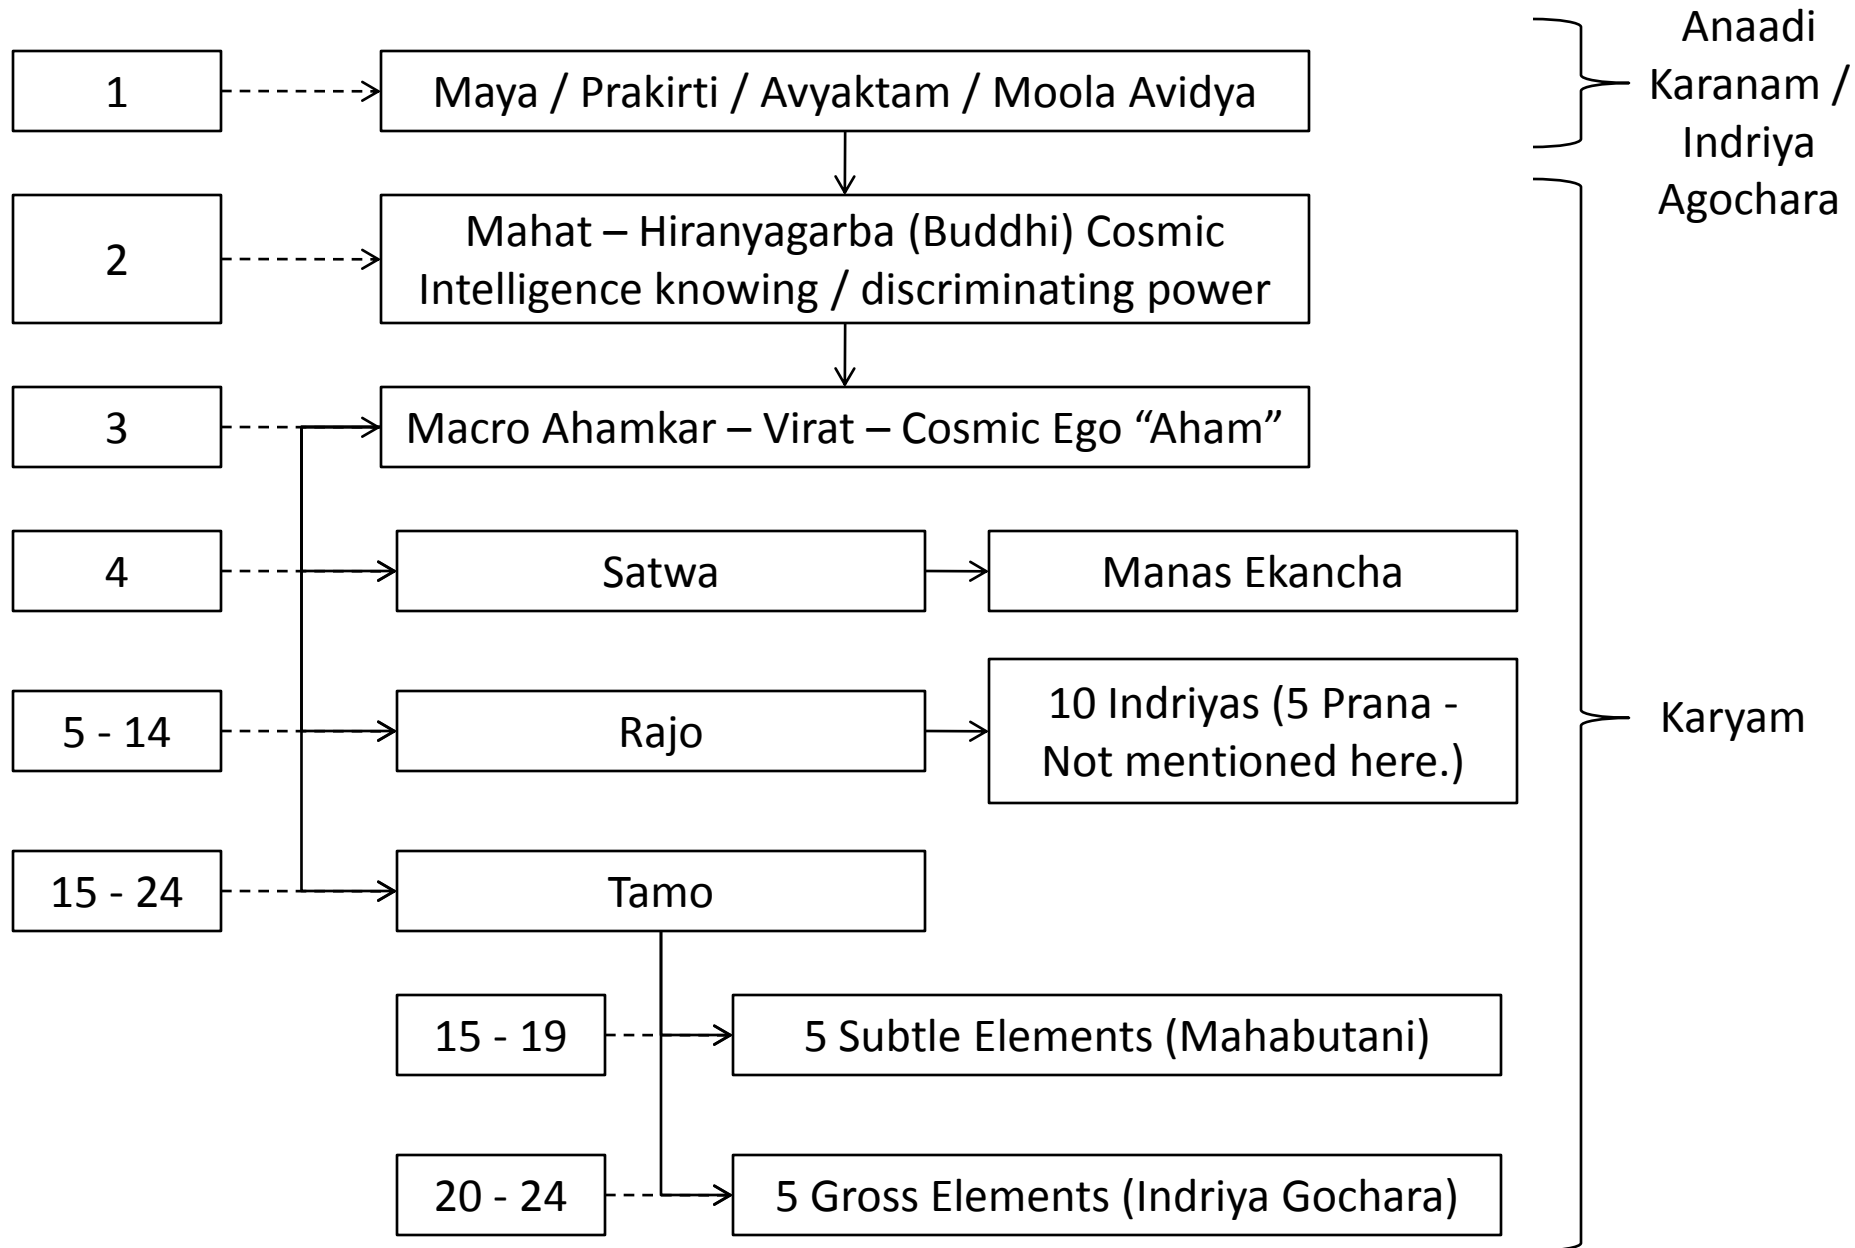 Anaadi
Karanam /
Indriya
Agochara
1
Maya / Prakirti / Avyaktam / Moola Avidya
2
Mahat – Hiranyagarba (Buddhi) Cosmic
Intelligence knowing / discriminating power
3
Macro Ahamkar – Virat – Cosmic Ego “Aham”
4
Satwa
Manas Ekancha
5 - 14
Rajo
10 Indriyas (5 Prana -
Not mentioned here.)
Karyam
15 - 24
Tamo
15 - 19
5 Subtle Elements (Mahabutani)
20 - 24
5 Gross Elements (Indriya Gochara)